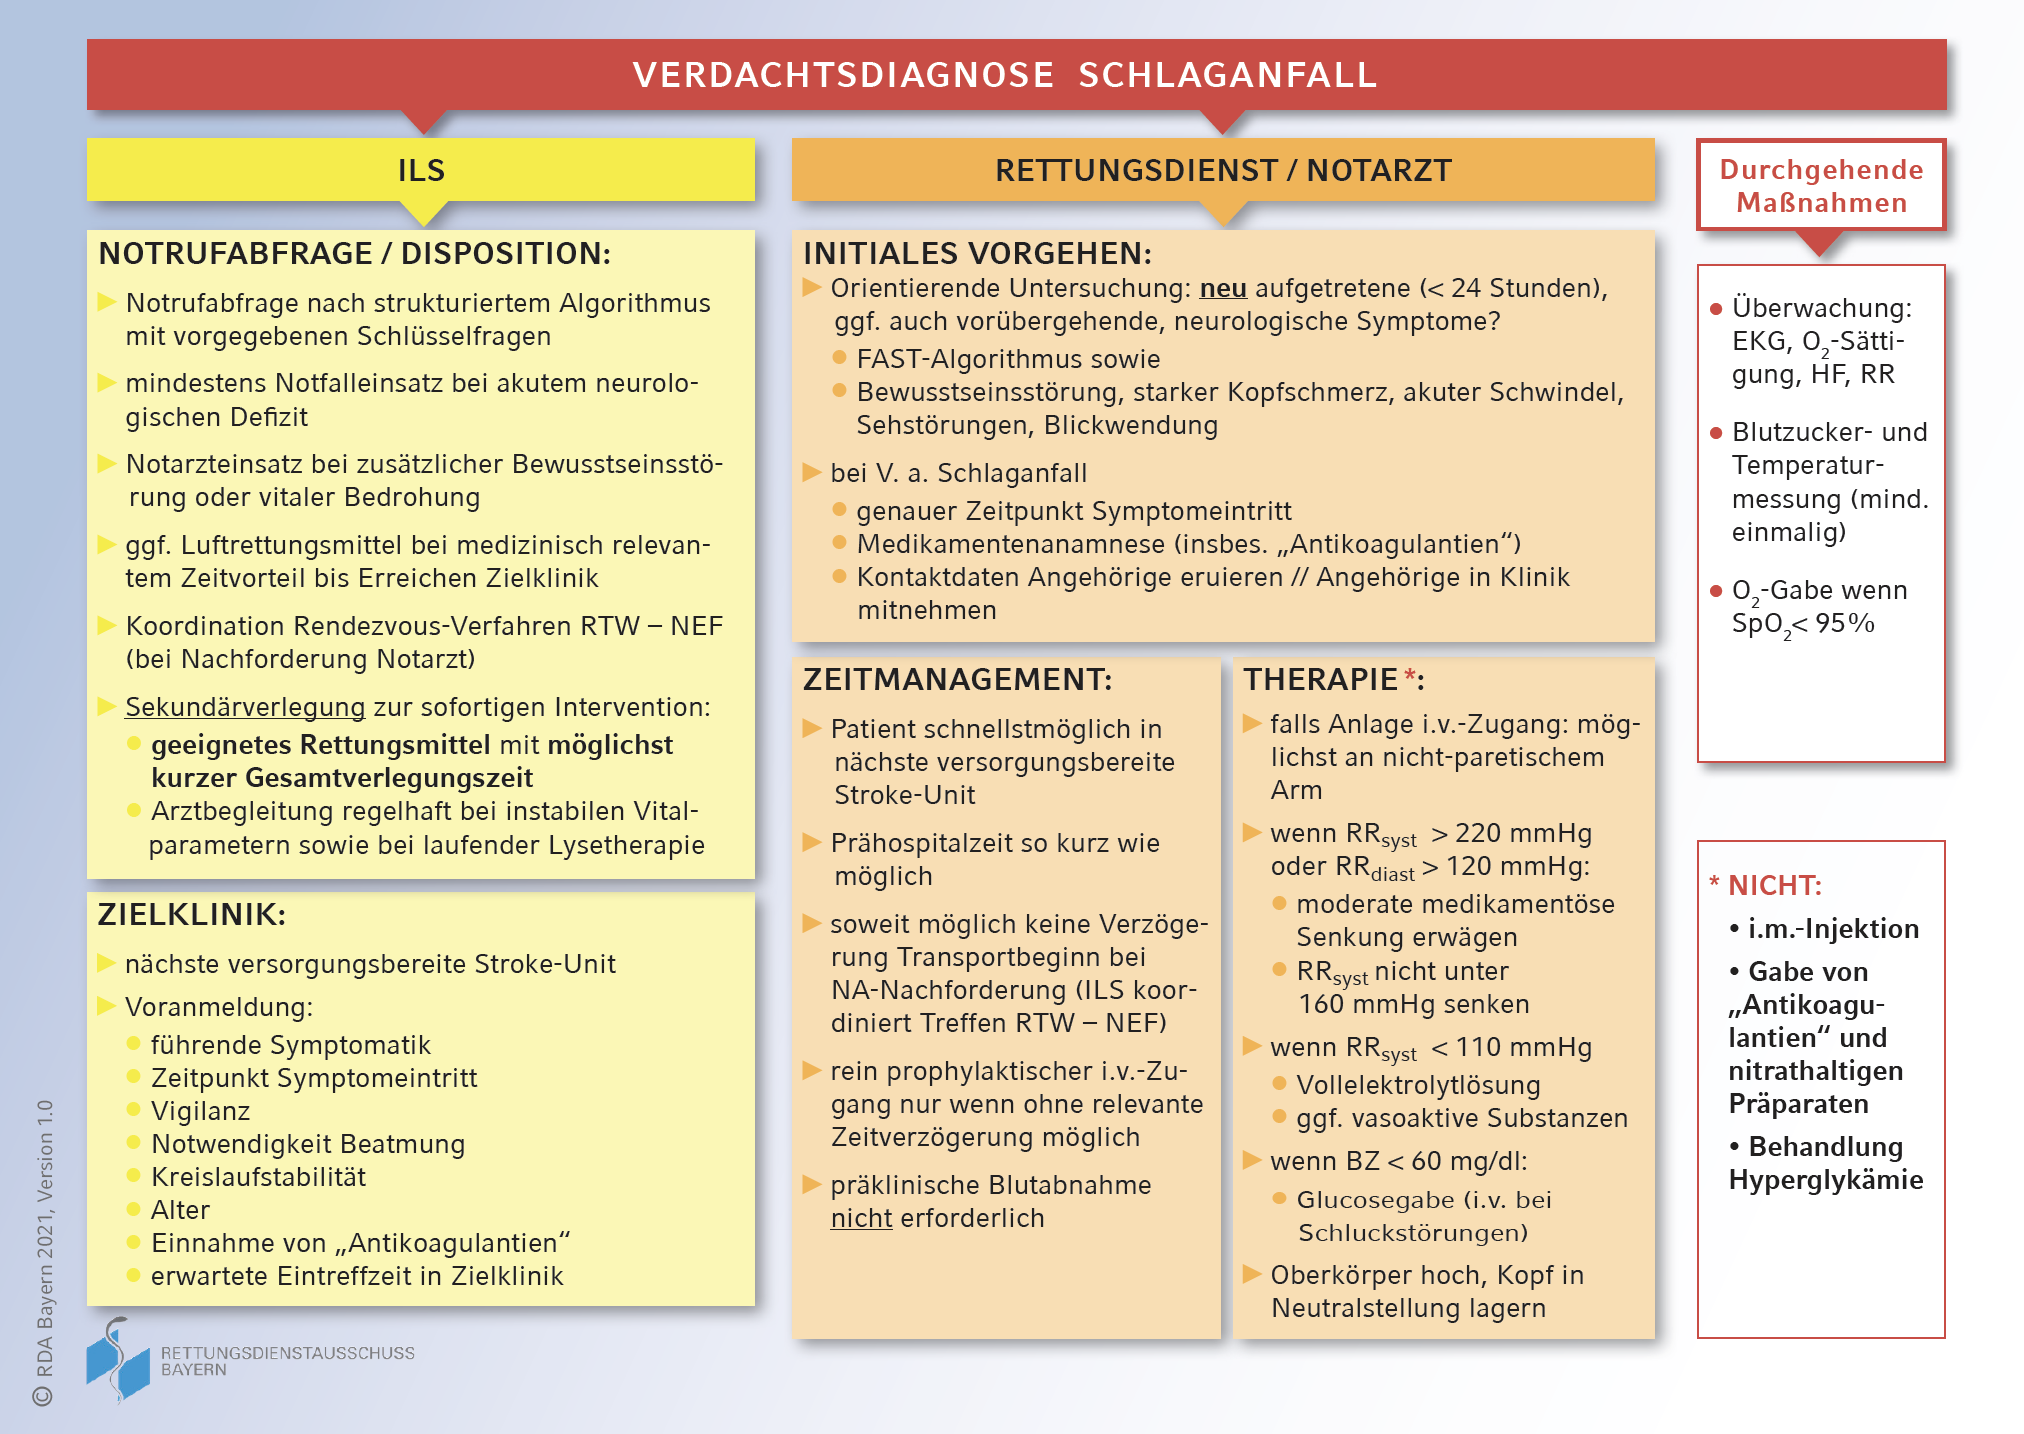 VERDACHTSDIAGNOSE SCHLAGANFALL
ILS
NOTRUFABFRAGE / DISPOSITION:
Notrufabfrage nach strukturiertem Algorithmus
mit vorgegebenen Schlüsselfragen
mindestens Notfalleinsatz bei akutem neurolo-
gischen Defizit
Notarzteinsatz bei zusätzlicher Bewusstseinsstö-
rung oder vitaler Bedrohung
ggf. Luftrettungsmittel bei medizinisch relevan-
tem Zeitvorteil bis Erreichen Zielklinik
Koordination Rendezvous-Verfahren RTW – NEF
(bei Nachforderung Notarzt)
Sekundärverlegung zur sofortigen Intervention:
geeignetes Rettungsmittel mit möglichst
kurzer Gesamtverlegungszeit
Arztbegleitung regelhaft bei instabilen Vital-
parametern sowie bei laufender Lysetherapie
ZIELKLINIK:
nächste versorgungsbereite Stroke-Unit
Voranmeldung:
führende Symptomatik
Zeitpunkt Symptomeintritt
Vigilanz
Notwendigkeit Beatmung
Kreislaufstabilität
Alter
Einnahme von „Antikoagulantien“
erwartete Eintreffzeit in Zielklinik
RETTUNGSDIENST / NOTARZT
INITIALES VORGEHEN:
Orientierende Untersuchung: neu aufgetretene (< 24 Stunden),
ggf. auch vorübergehende, neurologische Symptome?
FAST-Algorithmus sowie
Bewusstseinsstörung, starker Kopfschmerz, akuter Schwindel,
Sehstörungen, Blickwendung
bei V. a. Schlaganfall
genauer Zeitpunkt Symptomeintritt
Medikamentenanamnese (insbes. „Antikoagulantien“)
Kontaktdaten Angehörige eruieren // Angehörige in Klinik
mitnehmen
ZEITMANAGEMENT:
Patient schnellstmöglich in
nächste versorgungsbereite
Stroke-Unit
Prähospitalzeit so kurz wie
möglich
soweit möglich keine Verzöge-
rung Transportbeginn bei
NA-Nachforderung (ILS koor-
diniert Treffen RTW – NEF)
rein prophylaktischer i.v.-Zu-
gang nur wenn ohne relevante
Zeitverzögerung möglich
präklinische Blutabnahme
nicht erforderlich
THERAPIE *:
falls Anlage i.v.-Zugang: mög-
lichst an nicht-paretischem
Arm
wenn RRsyst > 220 mmHg
oder RRdiast > 120 mmHg:
moderate medikamentöse
Senkung erwägen
RRsyst nicht unter
160 mmHg senken
wenn RRsyst < 110 mmHg
Vollelektrolytlösung
ggf. vasoaktive Substanzen
wenn BZ < 60 mg/dl:
Glucosegabe (i.v. bei
Schluckstörungen)
Oberkörper hoch, Kopf in
Neutralstellung lagern
Durchgehende
Maßnahmen
• Überwachung:
EKG, O2-Sätti-
gung, HF, RR
• Blutzucker- und
Temperatur-
messung (mind.
einmalig)
• O2-Gabe wenn
SpO2< 95%
* NICHT:
• i.m.-Injektion
• Gabe von
„Antikoagu-
lantien“ und
nitrathaltigen
Präparaten
• Behandlung
Hyperglykämie
© RDA Bayern 2021, Version 1.0
RETTUNGSDIENSTAUSSCHUSS
BAYERN